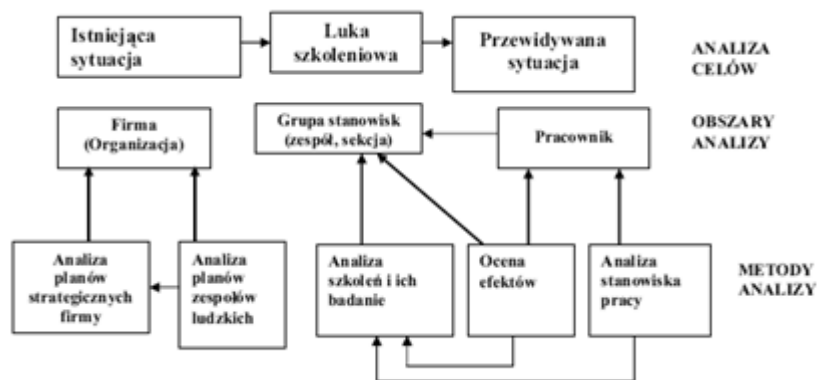 Istniejąca
sytuacja
Luka
szkoleniowa
Przewidywana
sytuacja
ANALIZA
CELÓW
Firma
(Organizacja)
Grupa stanowisk
(zespół, sekcja)
Pracownik
OBSZARY
ANALIZY
Analiza
planów
strategicznych
firmy
Analiza
planów
zespołów
ludzkich
Analiza
szkoleń i ich
badanie
Ocena
efektów
Analiza
stanowiska
pracy
METODY
ANALIZY